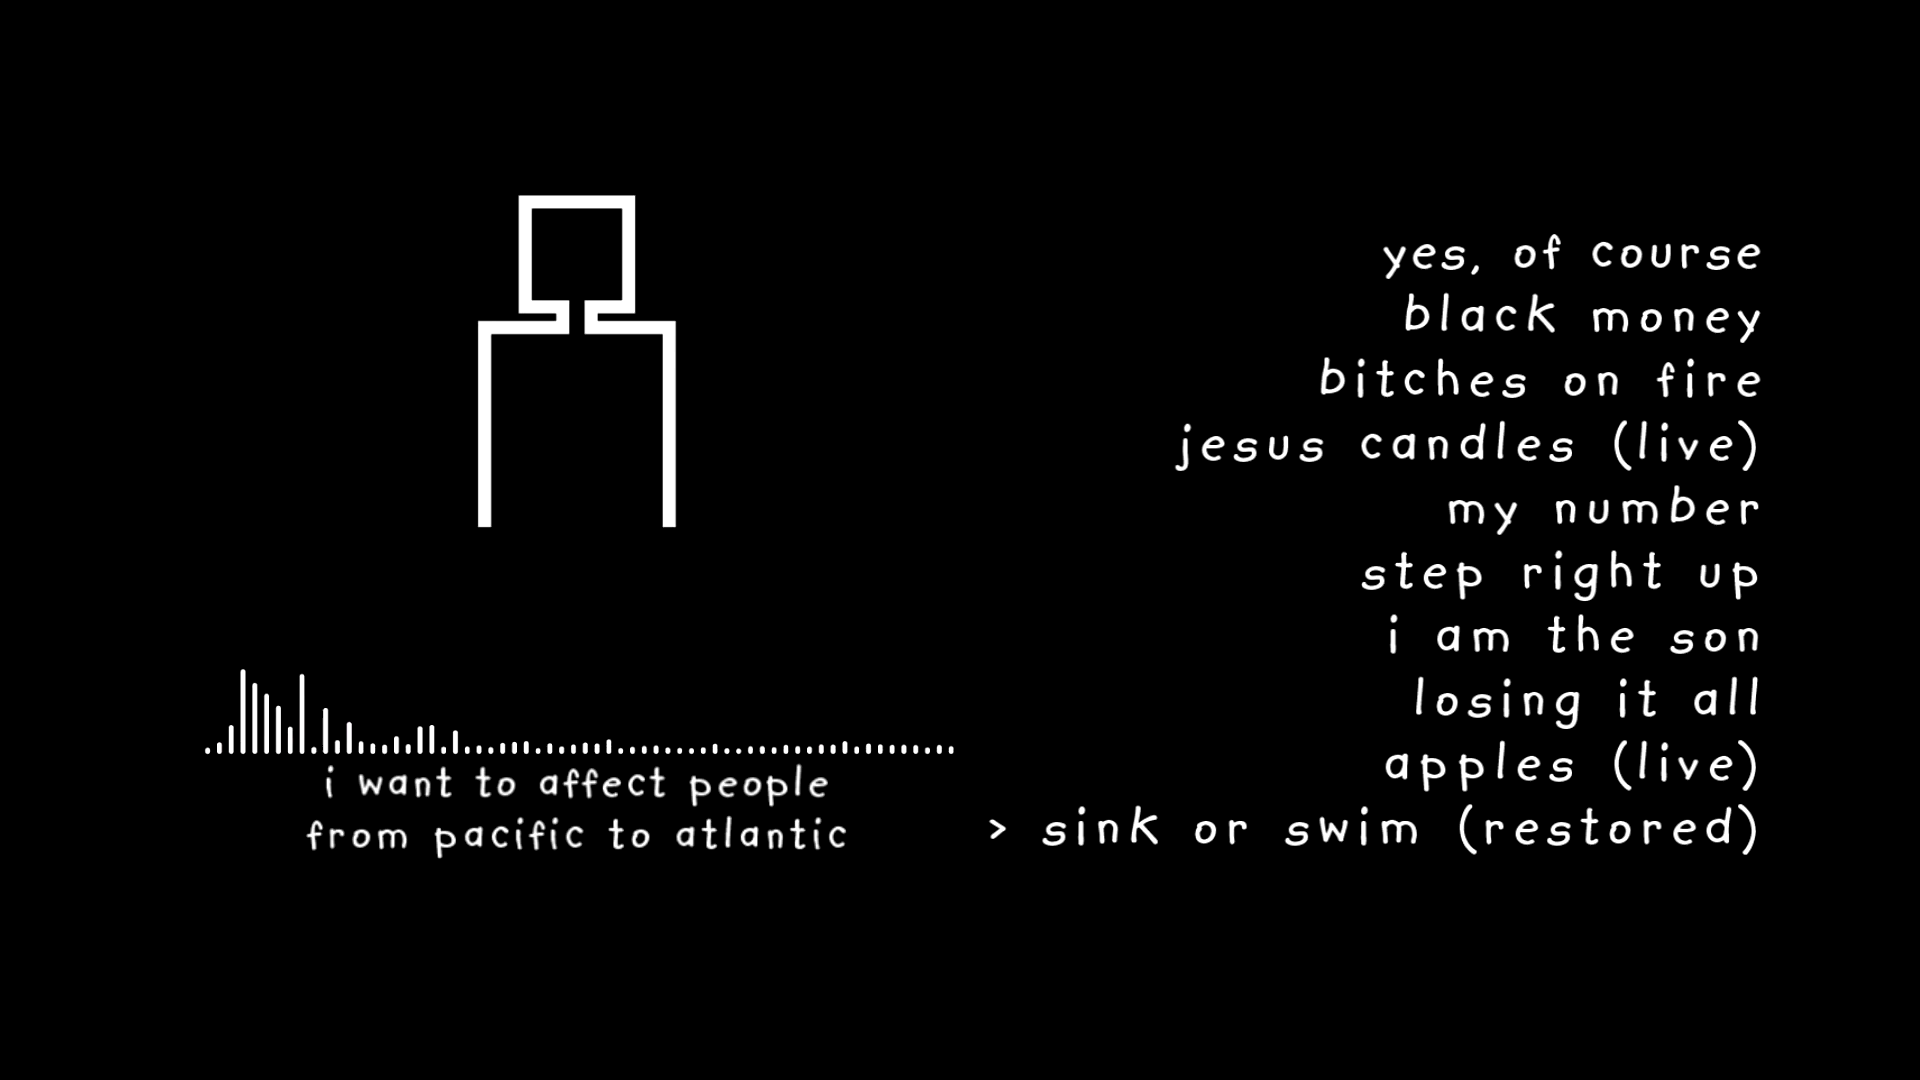 yes, of course
black money
bitches on fire
jesus candles (live)
my number
step right up
i am the son
losing it all
apples (live)
> sink or swim (restored)
i want to affect people
from pacific to atlantic